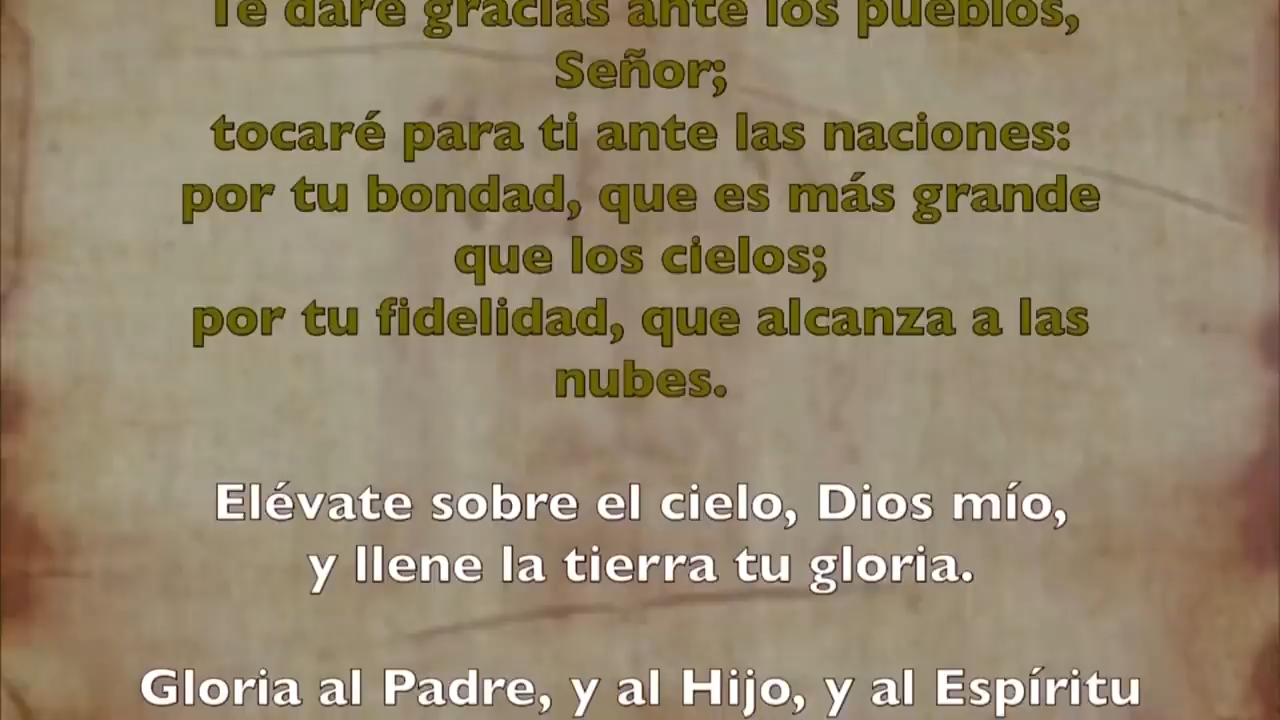 Te daré gracias ante los pueblos,
Señor;
tocaré para ti ante las naciones:
por tu bondad, que es más grande
que los cielos;
por tu fidelidad, que alcanza a las
nubes.
Elévate sobre el cielo, Dios mío,
y llene la tierra tu gloria.
Gloria al Padre, y al Hijo, y al Espíritu